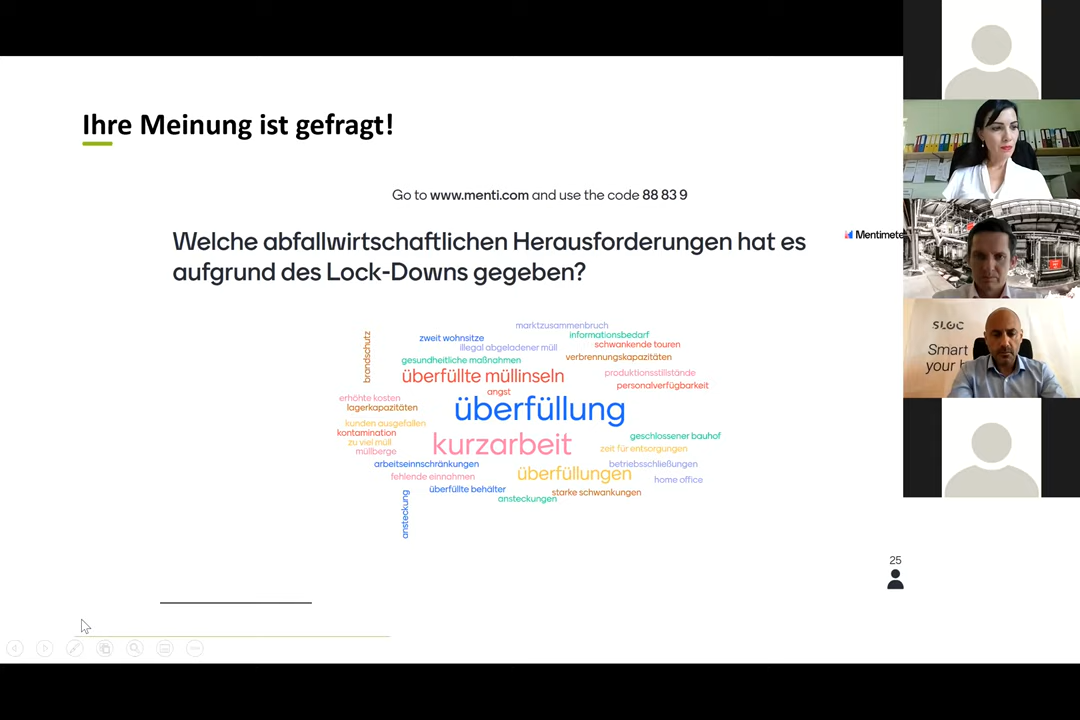 Ihre Meinung ist gefragt!
Go to www.menti.com and use the code 88 83 9
Mentimete
Welche abfallwirtschaftlichen Herausforderungen hat es
aufgrund des Lock-Downs gegeben?
marktzusammenbruch
brandschutz
zweit wohnsitze
informationsbedarf
illegal abgeladener müll
schwankende touren
gesundheitliche maßnahmen
verbrennungskapazitäten
überfüllte müllinseln
produktionsstillstände
personalverfügbarkeit
angst
erhöhte kosten
lagerkapazitäten
überfüllung
kunden ausgefallen
kontamination
geschlossener bauhof
zu viel müll
kurzarbeit
zeit für entsorgungen
müllberge
arbeitseinschränkungen
betriebsschließungen
fehlende einnahmen
überfüllungen
home office
überfüllte behälter
starke schwankungen
ansteckungen
ansteckung
25
SLOC
Smart
your b